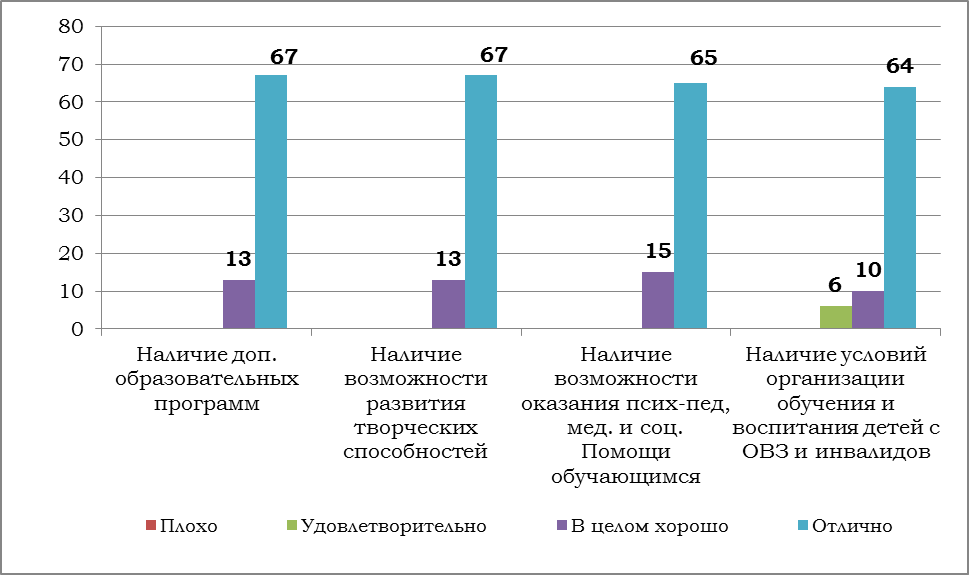 80
70
60
50
40
30
20
10
0
67
67
65
64
13
13
15
6
10
Наличие доп.
образовательных
программ
Наличие
возможности
развития
творческих
способностей
Наличие
возможности
оказания псих-пед,
мед. и соц.
Помощи
обучающимся
Наличие условий
организации
обучения и
воспитания детей с
ОВЗ и инвалидов
Плохо
Удовлетворительно
В целом хорошо
Отлично